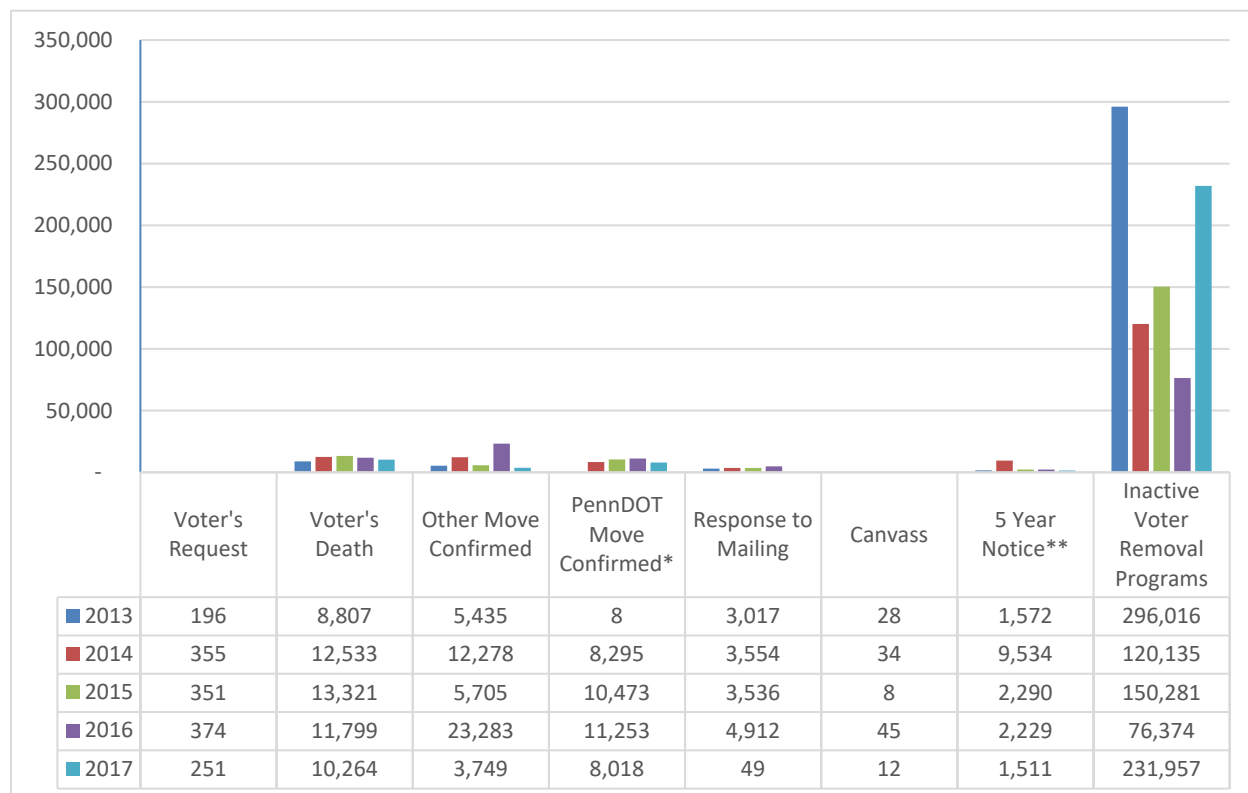 350,000
300,000
250,000
200,000
150,000
100,000
50,000
-
Voter's
Request
Voter's
Death
Other Move
Confirmed
PennDOT
Move
Confirmed*
Response to
Mailing
Canvass
5 Year
Notice**
Inactive
Voter
Removal
Programs
2013 196 8,807 5,435 8 3,017 28 1,572 296,016
2014 355 12,533 12,278 8,295 3,554 34 9,534 120,135
2015 351 13,321 5,705 10,473 3,536 8 2,290 150,281
2016 374 11,799 23,283 11,253 4,912 45 2,229 76,374
2017 251 10,264 3,749 8,018 49 12 1,511 231,957